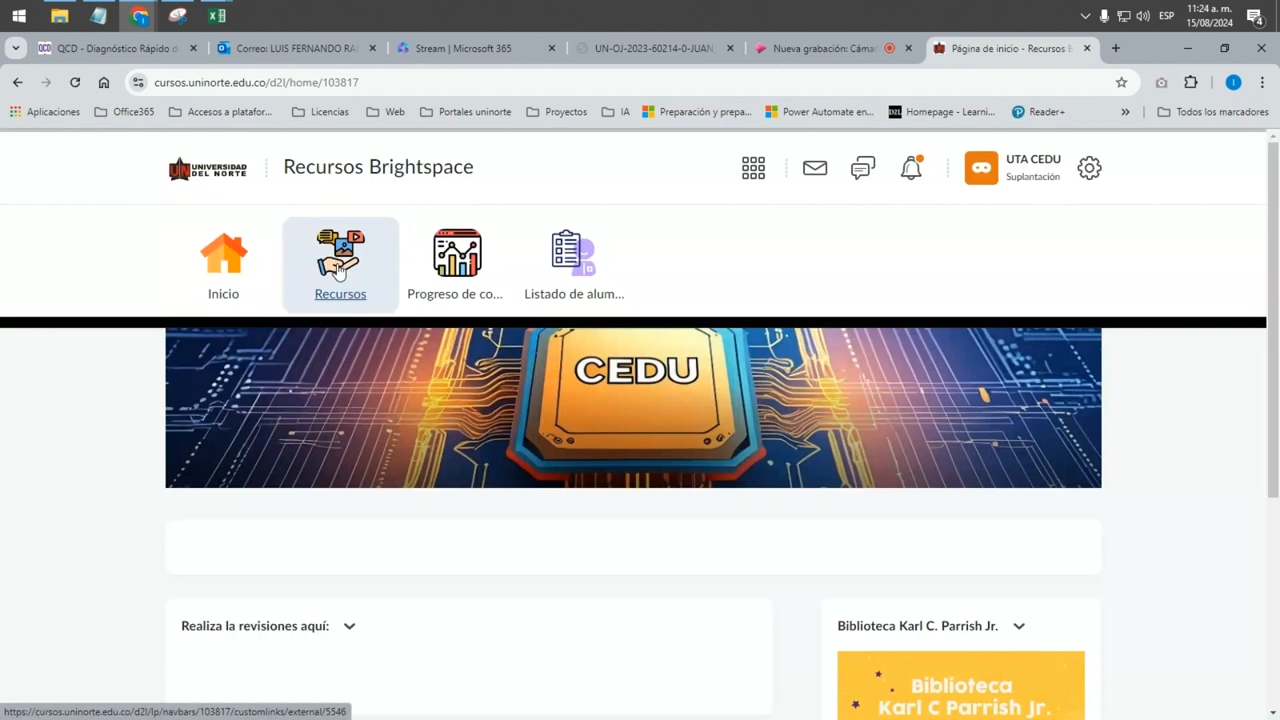 11:24 a. m.
ESP
15/08/2024
4
QCD - Diagnóstico Rápido d
Correo: LUIS FERNANDO RA
Stream | Microsoft 365
UN-OJ-2023-60214-0-JUAN
Nueva grabación: Cáma
Página de inicio - Recursos B
cursos.uninorte.edu.co/d2l/home/103817
Aplicaciones
Office365
Accesos a platafor...
Licencias
Web
Portales uninorte
Proyectos
IA
Preparación y prepa...
Power Automate en...
Homepage - Learni...
Reader+
Todos los marcadores
UNIVERSIDAD
DEL NORTE
Recursos Brightspace
UTA CEDU
Suplantación
Inicio
Recursos
Progreso de co...
Listado de alum...
CEDU
Realiza la revisiones aquí:
Biblioteca Karl C. Parrish Jr.
Biblioteca
Karl C Parrish Jr.
https://cursos.uninorte.edu.co/d2l/lp/navbars/103817/customlinks/external/5546